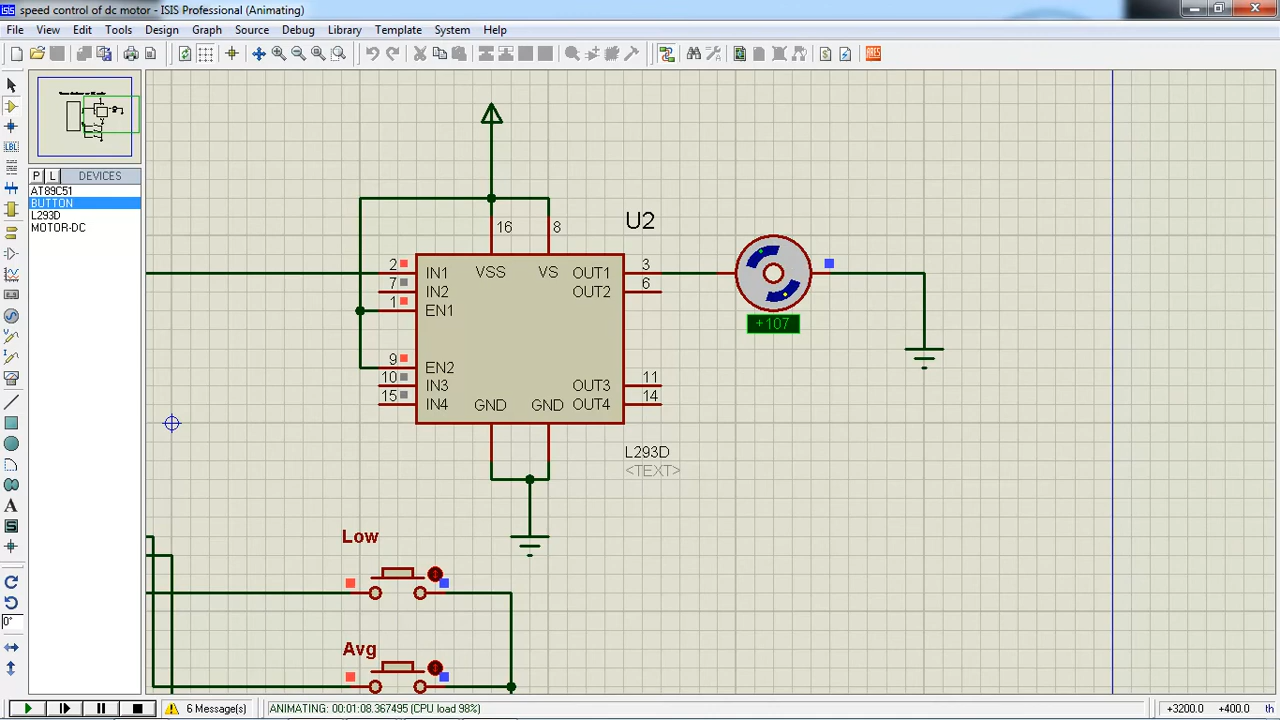 speed control of dc motor - ISIS Professional (Animating)
File View Edit Tools Design Graph Source Debug Library Template System Help
P L DEVICES
AT89C51
BUTTON
L293D
MOTOR-DC
LBL
A
S
0°
ARES
U2
16 8
2 IN1 VSS VS OUT1 3
7 IN2 OUT2 6
1 EN1
+107
9 EN2
10 IN3 OUT3 11
15 IN4 GND GND OUT4 14
L293D
<TEXT>
Low
Avg
6 Message(s) ANIMATING: 00:01:08.367495 (CPU load 98%) +3200.0 +400.0 th